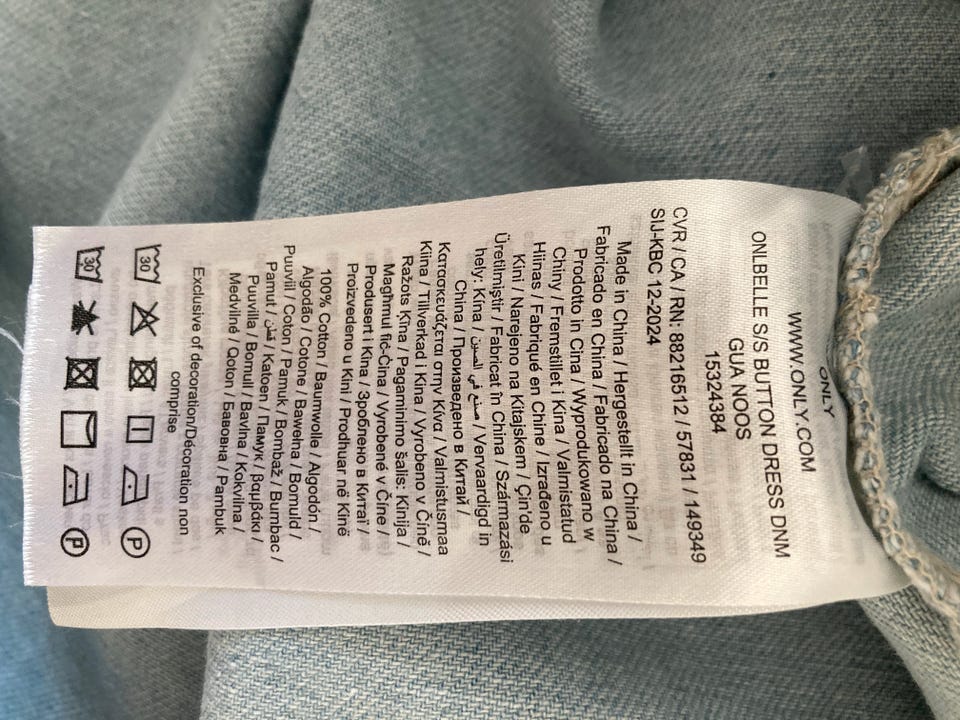 ONLY
WWW.ONLY.COM
ONLBELLE S/S BUTTON DRESS DNM
GUA NOOS
15324384
CVR / CA / RN: 88216512 / 57831 / 149349
SIJ-KBC 12-2024
Made in China / Hergestellt in China /
Fabricado en China / Fabricado na China /
Prodotto in Cina / Wyprodukowano w
Chiny / Fremstillet i Kina / Valmistatud
Hiinas / Fabriqué en Chine / Izrađeno u
Kini / Narejeno na Kitajskem / Çin'de
Üretilmiştir / Fabricat în China / Származási
hely: Kína / صنع في الصين / Vervaardigd in
China / Произведено в Китай /
Κατασκευάζεται στην Κίνα / Valmistusmaa
Kiina / Tillverkad i Kina / Vyrobeno v Číně /
Ražots Ķīna / Pagaminimo šalis: Kinija /
Maghmul fiċ-Ċina / Vyrobené v Číne /
Produsert i Kina / Зроблено в Китаї /
Proizvedeno u Kini / Prodhuar në Kinë
100% Cotton / Baumwolle / Algodón /
Algodão / Cotone / Bawełna / Bomuld /
Puuvill / Coton / Pamuk / Bombaž / Bumbac /
Pamut / قطن / Katoen / Памук / βαμβάκι /
Puuvilla / Bomull / Bavlna / Kokvilna /
Medvilnė / Qoton / Бавовна / Pambuk
Exclusive of decoration/Décoration non
comprise
30 P
30 P